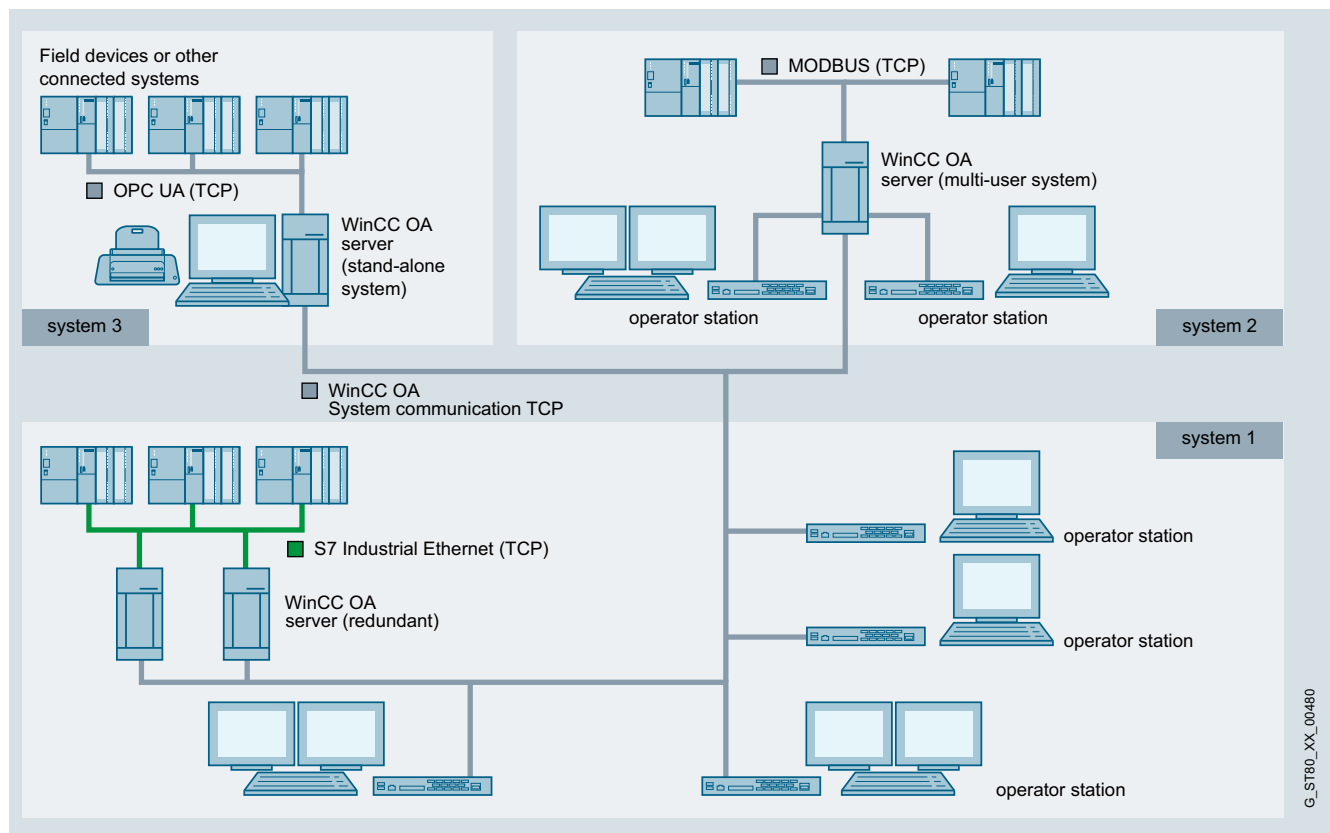 Field devices or other
connected systems
OPC UA (TCP)
WinCC OA
server
(stand-alone
system)
system 3
MODBUS (TCP)
WinCC OA
server (multi-user system)
operator station
operator station
system 2
WinCC OA
System communication TCP
system 1
S7 Industrial Ethernet (TCP)
WinCC OA
server (redundant)
operator station
operator station
operator station
G_ST80_XX_00480